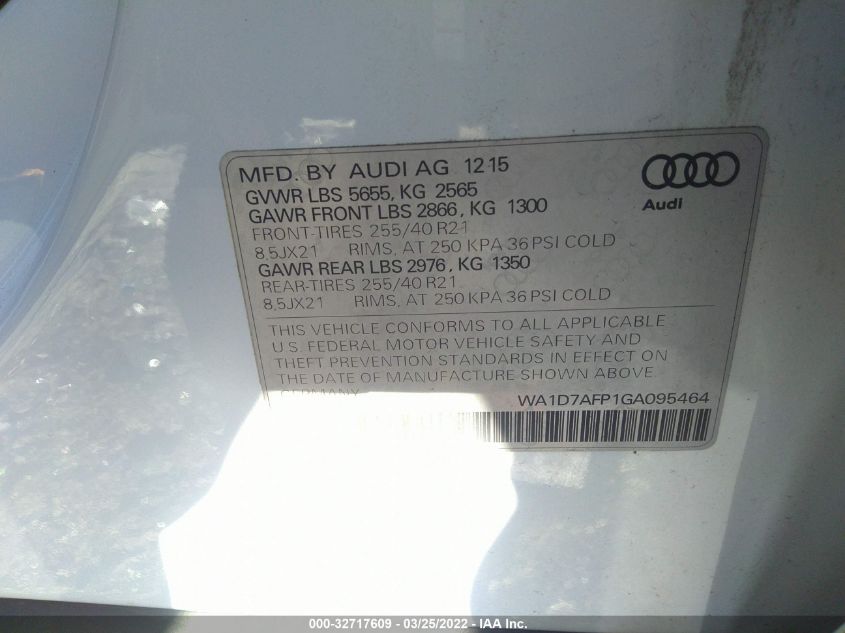 MFD. BY AUDI AG 12 15
GVWR LBS 5655, KG 2565
GAWR FRONT LBS 2866, KG 1300
FRONT-TIRES 255/40 R21
8,5JX21 RIMS, AT 250 KPA 36 PSI COLD
GAWR REAR LBS 2976, KG 1350
REAR-TIRES 255/40 R21
8,5JX21 RIMS, AT 250 KPA 36 PSI COLD
Audi
THIS VEHICLE CONFORMS TO ALL APPLICABLE
U.S. FEDERAL MOTOR VEHICLE SAFETY AND
THEFT PREVENTION STANDARDS IN EFFECT ON
THE DATE OF MANUFACTURE SHOWN ABOVE.
GERMANY
WA1D7AFP1GA095464
000-32717609 - 03/25/2022 - IAA Inc.